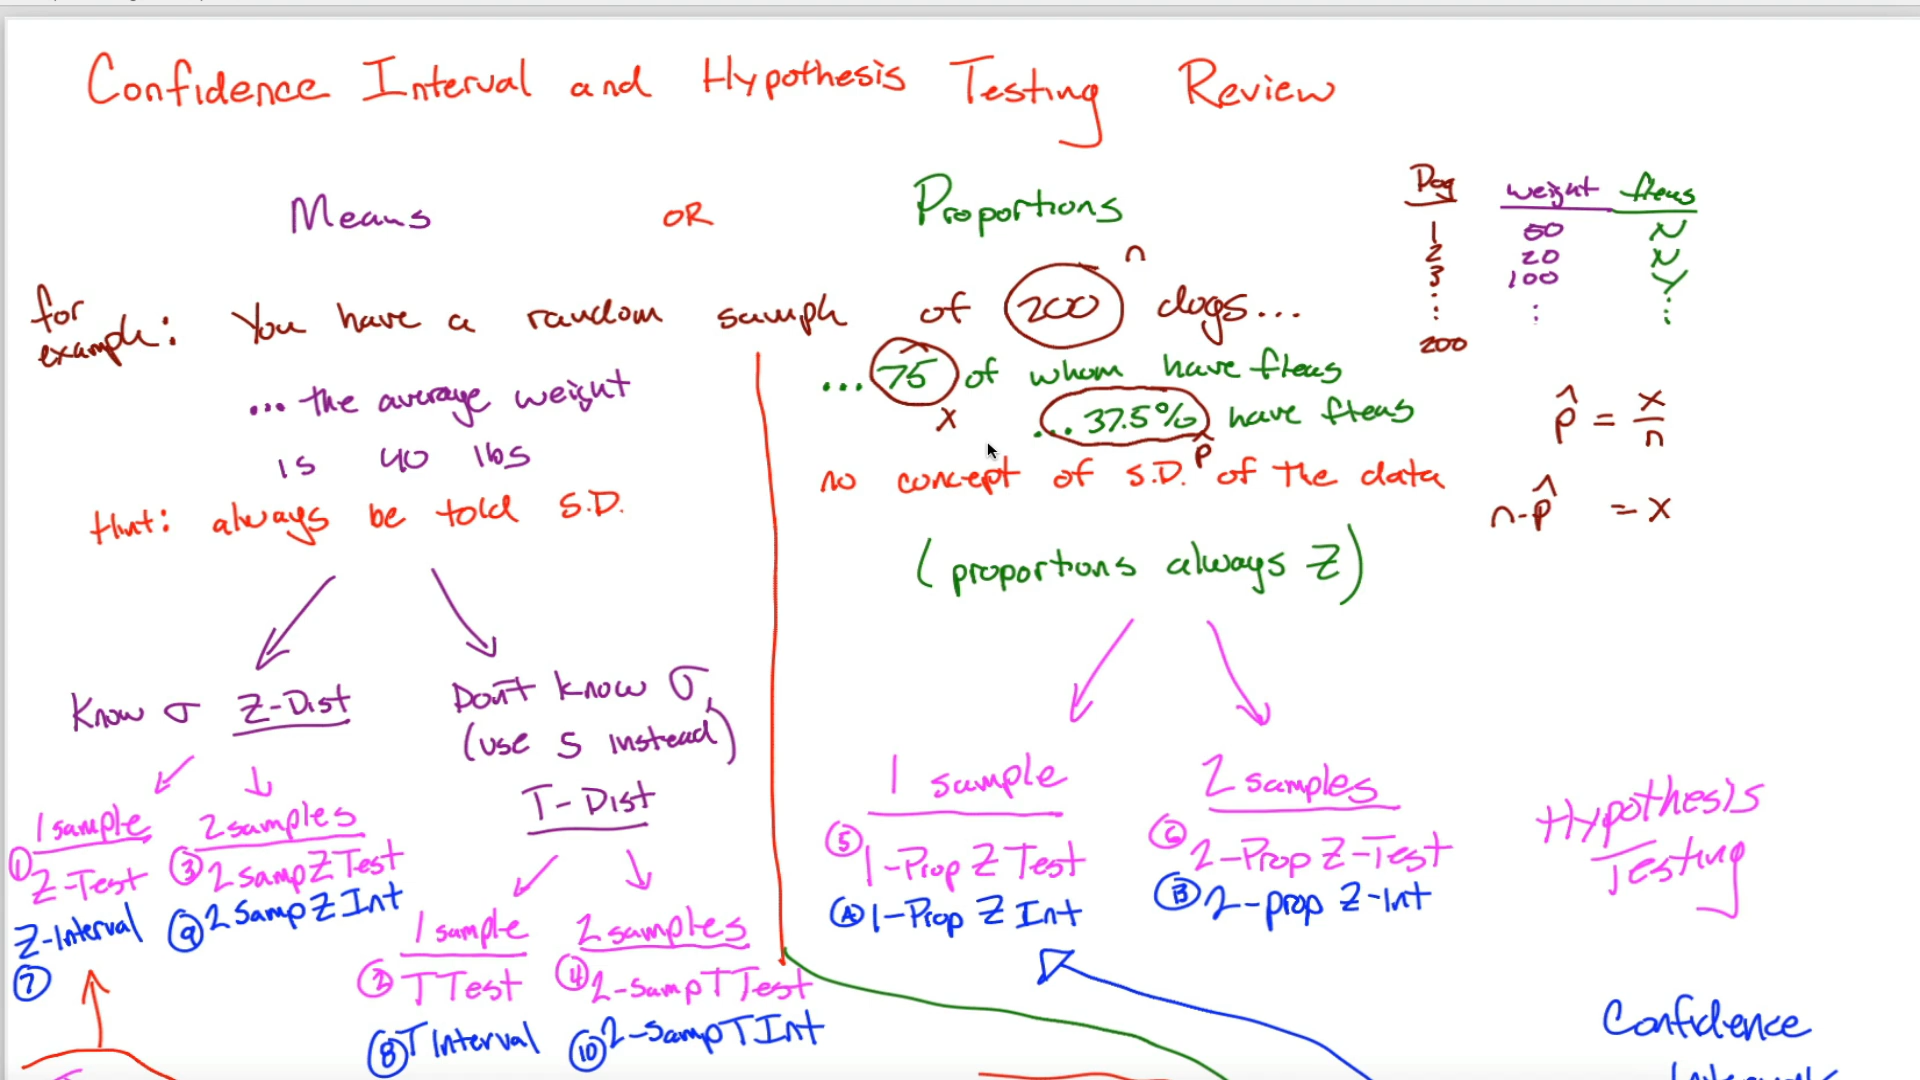 Confidence Interval and Hypothesis Testing Review
Means OR Proportions
for example: You have a random sample of 200 dogs...
n
... the average weight
is 40 lbs
Hint: always be told S.D.
... 75 of whom have fleas
x
... 37.5% have fleas
p̂
no concept of S.D. of the data
(proportions always Z)
Dog weight fleas
1 50 N
2 20 N
3 100 Y
⋮ ⋮ ⋮
200
p̂ = x/n
n·p̂ = x
Know σ Z-Dist
Don't know σ,
(use s instead)
T-Dist
1 sample
① Z-Test
Z-Interval
⑦
2 samples
③ 2 Samp Z Test
⑨ 2 Samp Z Int
1 sample
② T Test
⑧ T Interval
2 samples
④ 2-Samp T Test
⑩ 2-Samp T Int
1 sample
⑤ 1-Prop Z Test
Ⓐ 1-Prop Z Int
2 samples
⑥ 2-Prop Z-Test
Ⓑ 2-prop Z-Int
Hypothesis
Testing
Confidence